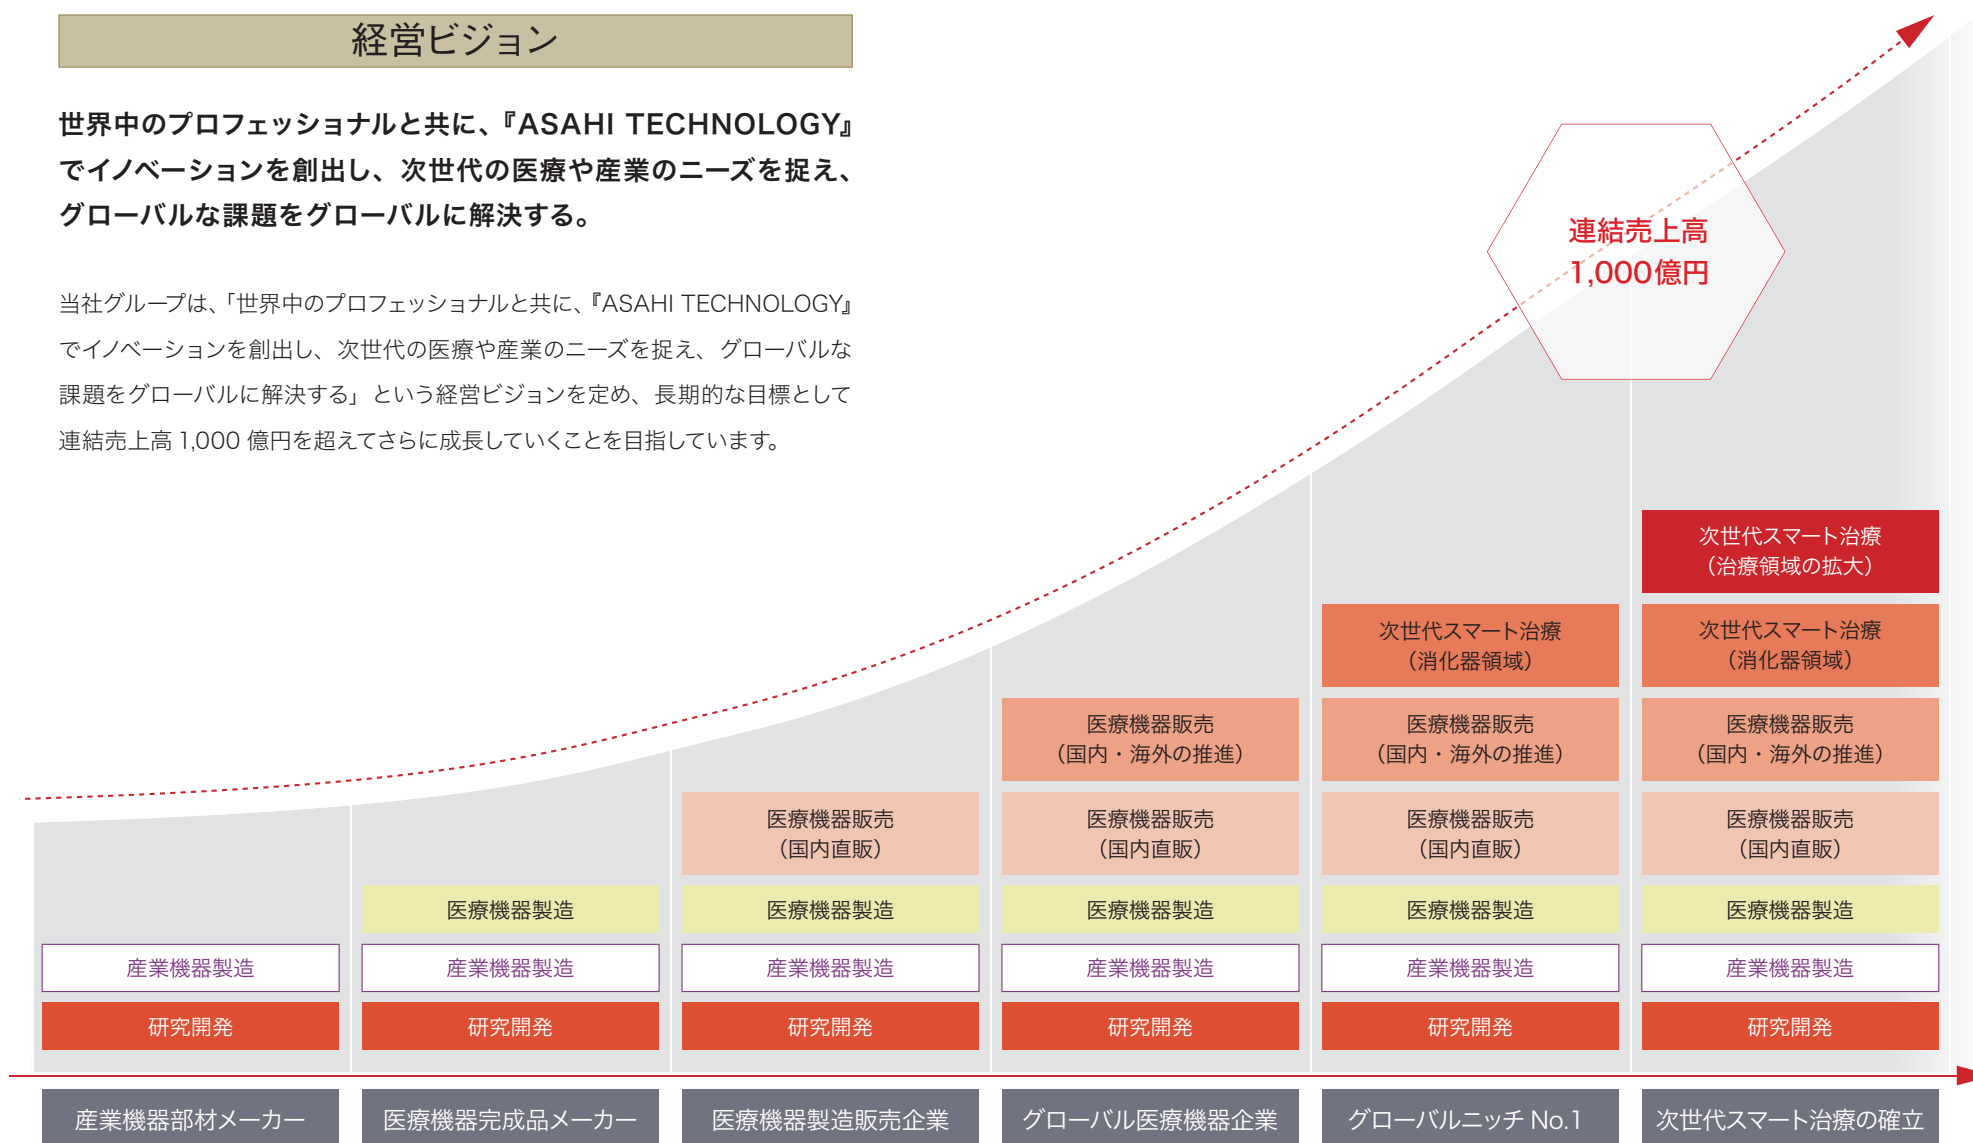 経営ビジョン
世界中のプロフェッショナルと共に、『ASAHI TECHNOLOGY』
でイノベーションを創出し、次世代の医療や産業のニーズを捉え、
グローバルな課題をグローバルに解決する。
当社グループは、「世界中のプロフェッショナルと共に、『ASAHI TECHNOLOGY』
でイノベーションを創出し、次世代の医療や産業のニーズを捉え、グローバルな
課題をグローバルに解決する」という経営ビジョンを定め、長期的な目標として
連結売上高 1,000 億円を超えてさらに成長していくことを目指しています。
連結売上高
1,000億円
産業機器製造
研究開発
産業機器部材メーカー
医療機器製造
産業機器製造
研究開発
医療機器完成品メーカー
医療機器販売
（国内直販）
医療機器製造
産業機器製造
研究開発
医療機器製造販売企業
医療機器販売
（国内・海外の推進）
医療機器販売
（国内直販）
医療機器製造
産業機器製造
研究開発
グローバル医療機器企業
次世代スマート治療
（消化器領域）
医療機器販売
（国内・海外の推進）
医療機器販売
（国内直販）
医療機器製造
産業機器製造
研究開発
グローバルニッチ No.1
次世代スマート治療
（治療領域の拡大）
次世代スマート治療
（消化器領域）
医療機器販売
（国内・海外の推進）
医療機器販売
（国内直販）
医療機器製造
産業機器製造
研究開発
次世代スマート治療の確立